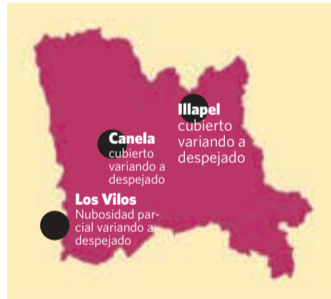 Illapel
cubierto
variando a
despejado
Canela
cubierto
variando a
despejado
Los Vilos
Nubosidad par-
cial variando a
despejado